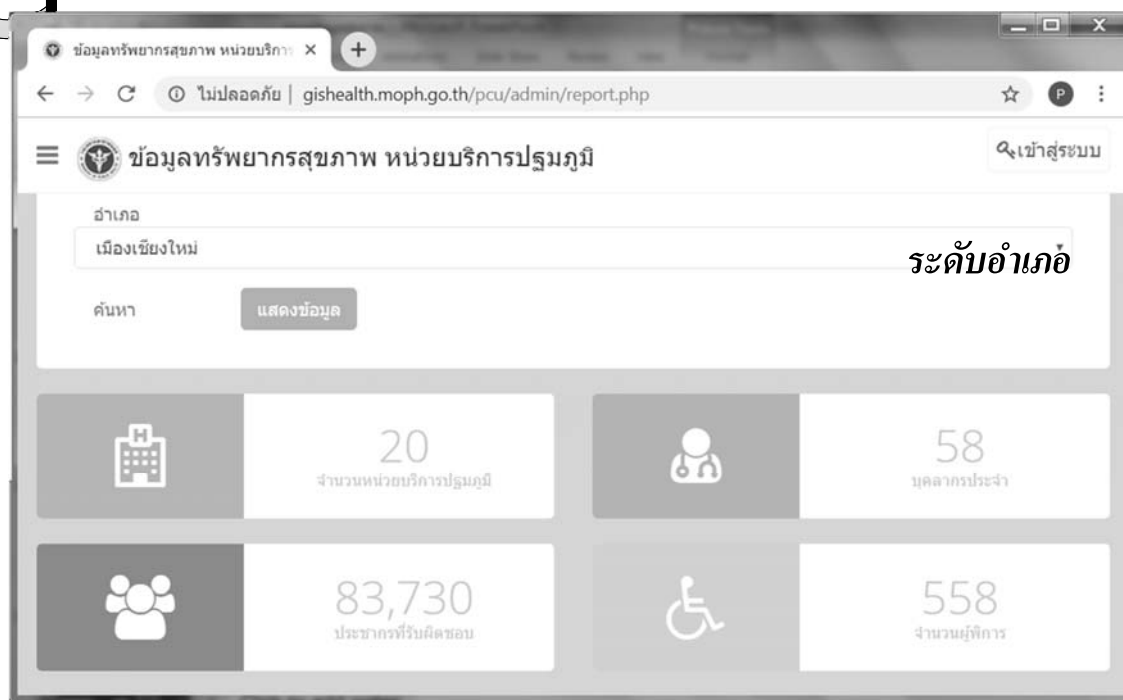 ข้อมูลทรัพยากรสุขภาพ หน่วยบริการ
ไม่ปลอดภัย | gishealth.moph.go.th/pcu/admin/report.php
P
ข้อมูลทรัพยากรสุขภาพ หน่วยบริการปฐมภูมิ
เข้าสู่ระบบ
อำเภอ
เมืองเชียงใหม่
ระดับอำเภอ
ค้นหา
แสดงข้อมูล
H
20
จำนวนหน่วยบริการปฐมภูมิ
58
บุคลากรประจำ
83,730
ประชากรที่รับผิดชอบ
558
จำนวนผู้พิการ